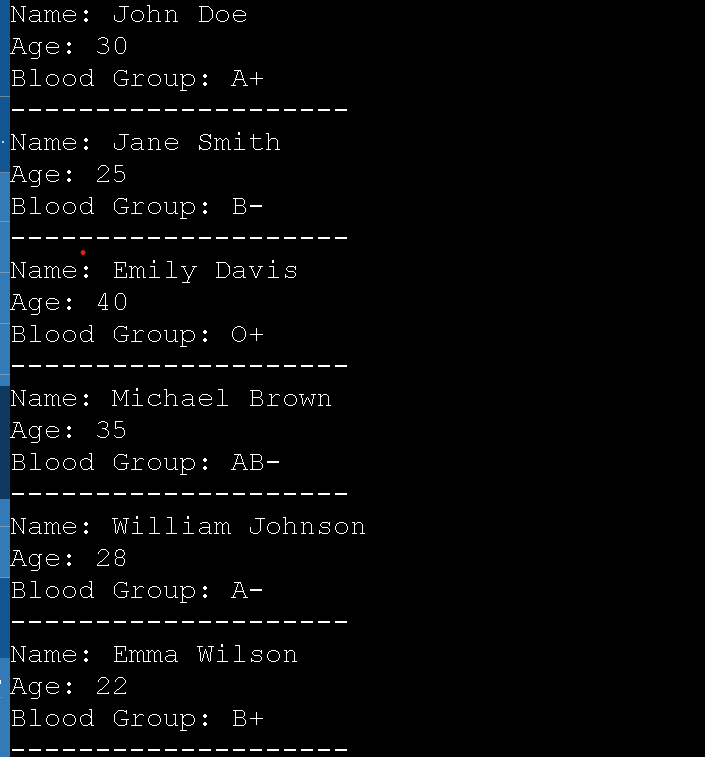 Name: John Doe
Age: 30
Blood Group: A+
--------------------
Name: Jane Smith
Age: 25
Blood Group: B-
--------------------
Name: Emily Davis
Age: 40
Blood Group: O+
--------------------
Name: Michael Brown
Age: 35
Blood Group: AB-
--------------------
Name: William Johnson
Age: 28
Blood Group: A-
--------------------
Name: Emma Wilson
Age: 22
Blood Group: B+
--------------------